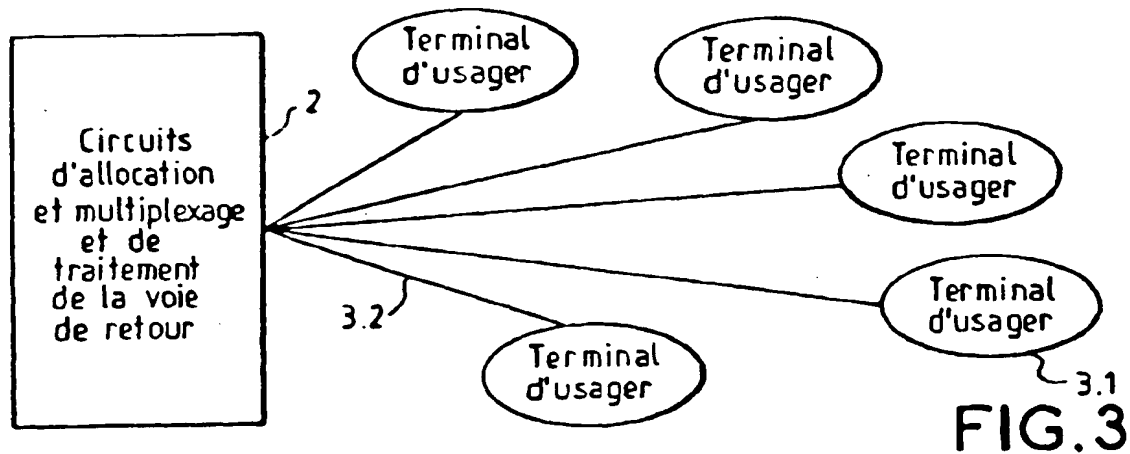 Circuits
d'allocation
et multiplexage
et de
traitement
de la voie
de retour
2
Terminal
d'usager
Terminal
d'usager
Terminal
d'usager
Terminal
d'usager
3.1
Terminal
d'usager
3.2
FIG.3